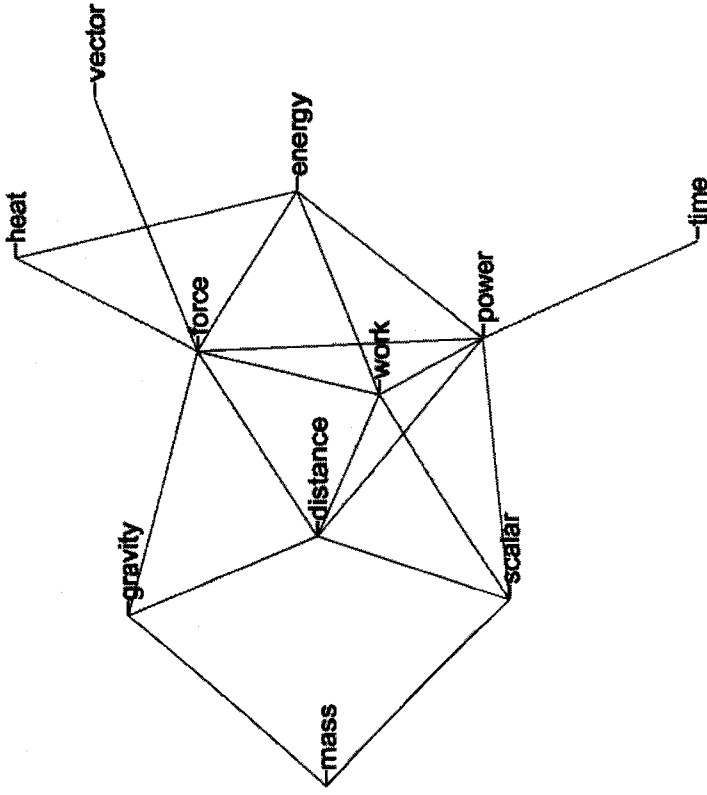 vector
heat
energy
force
time
power
work
distance
gravity
scalar
mass